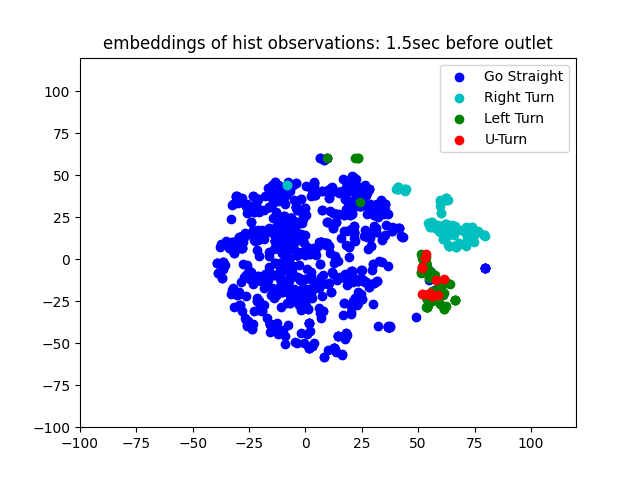 embeddings of hist observations: 1.5sec before outlet
Go Straight
Right Turn
Left Turn
U-Turn
100
75
50
25
0
−25
−50
−75
−100
−100 −75 −50 −25 0 25 50 75 100